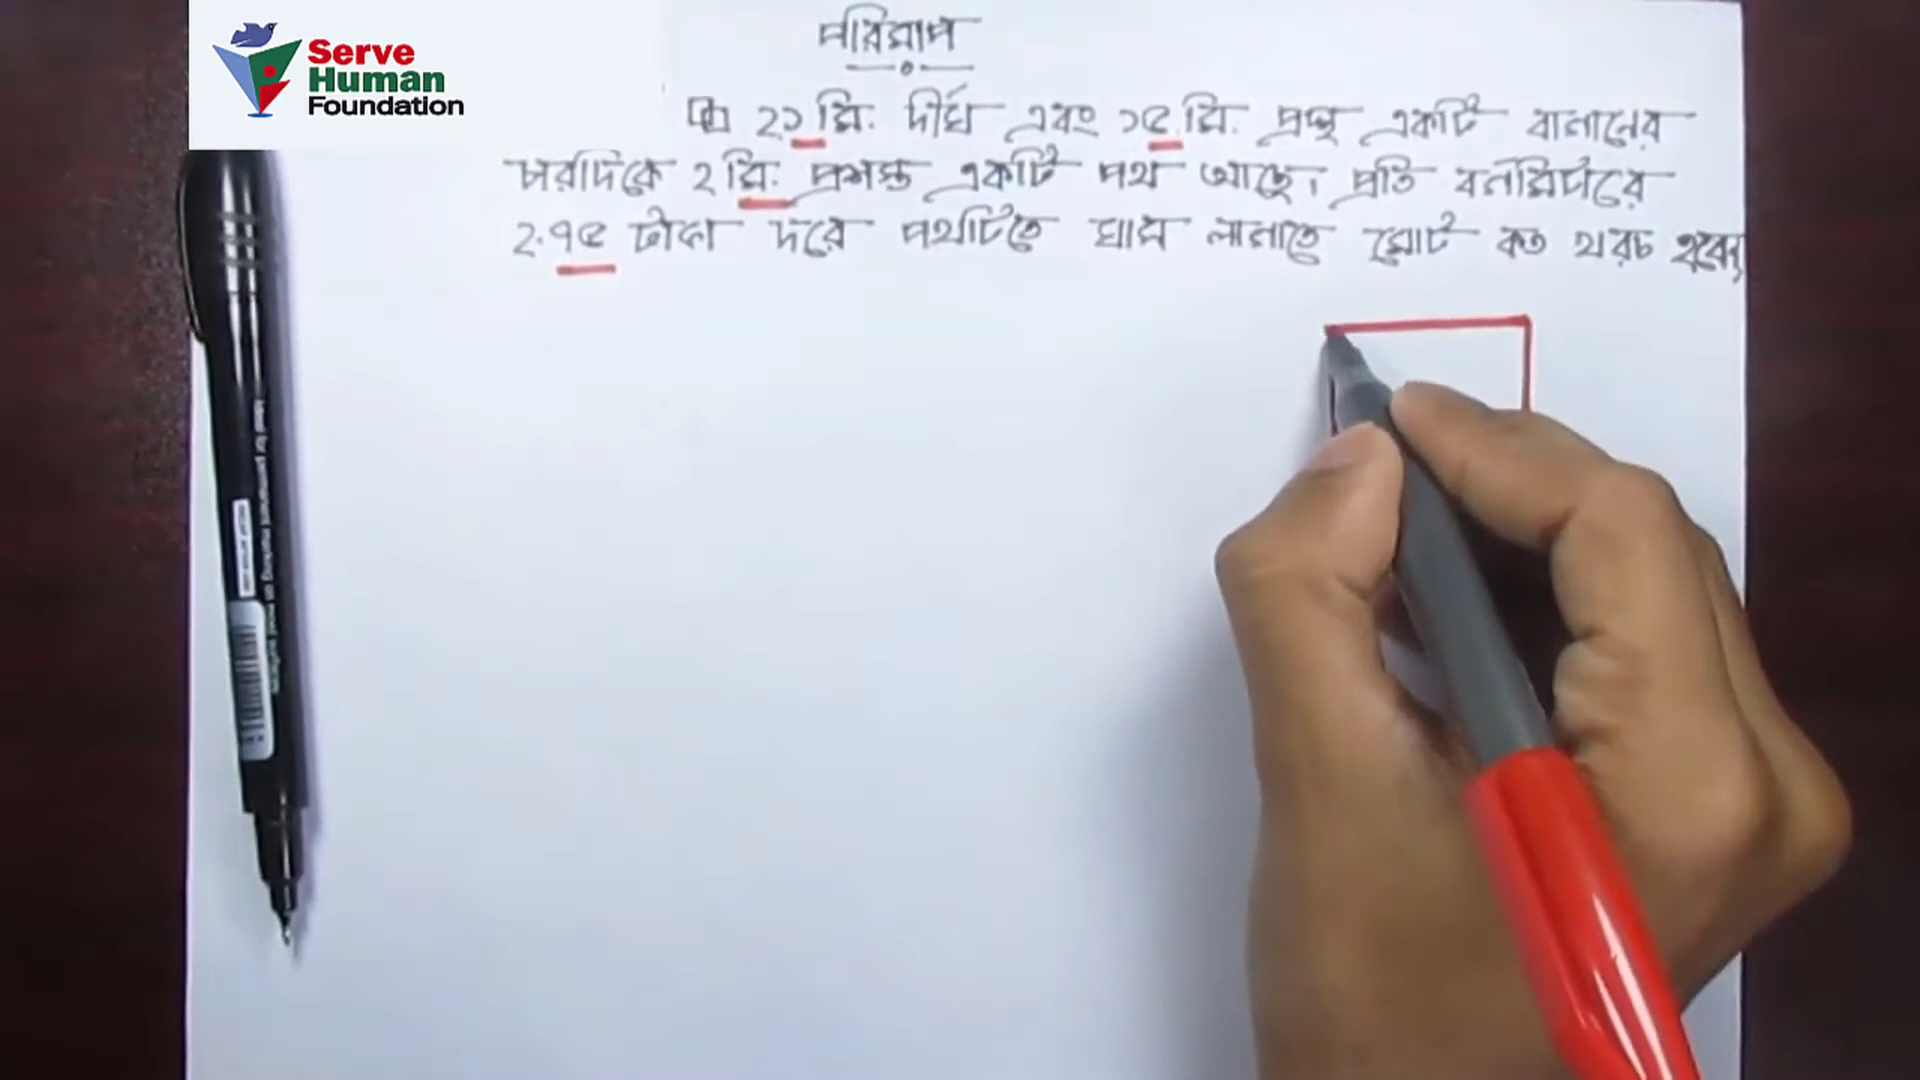 Serve
Human
Foundation
পরিমাপ
২১ মি. দীর্ঘ এবং ১৫ মি. প্রস্থ একটি বাগানের
চারদিকে ২ মি. প্রশস্ত একটি পথ আছে। প্রতি বর্গমিটারে
২.৭৫ টাকা দরে পথটিতে ঘাস লাগাতে মোট কত খরচ হবে?